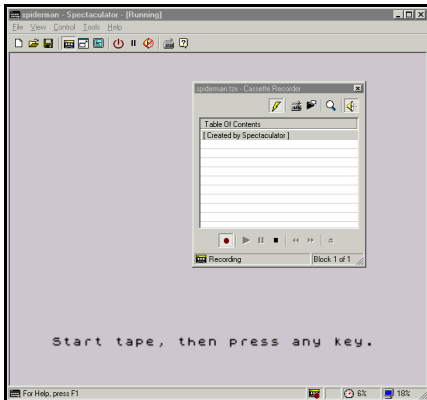 spiderman - Spectaculator - [Running]
File View Control Tools Help
spiderman.tzx - Cassette Recorder
Table Of Contents
[ Created by Spectaculator ]
Recording
Block 1 of 1
Start tape, then press any key.
For Help, press F1
6%
18%